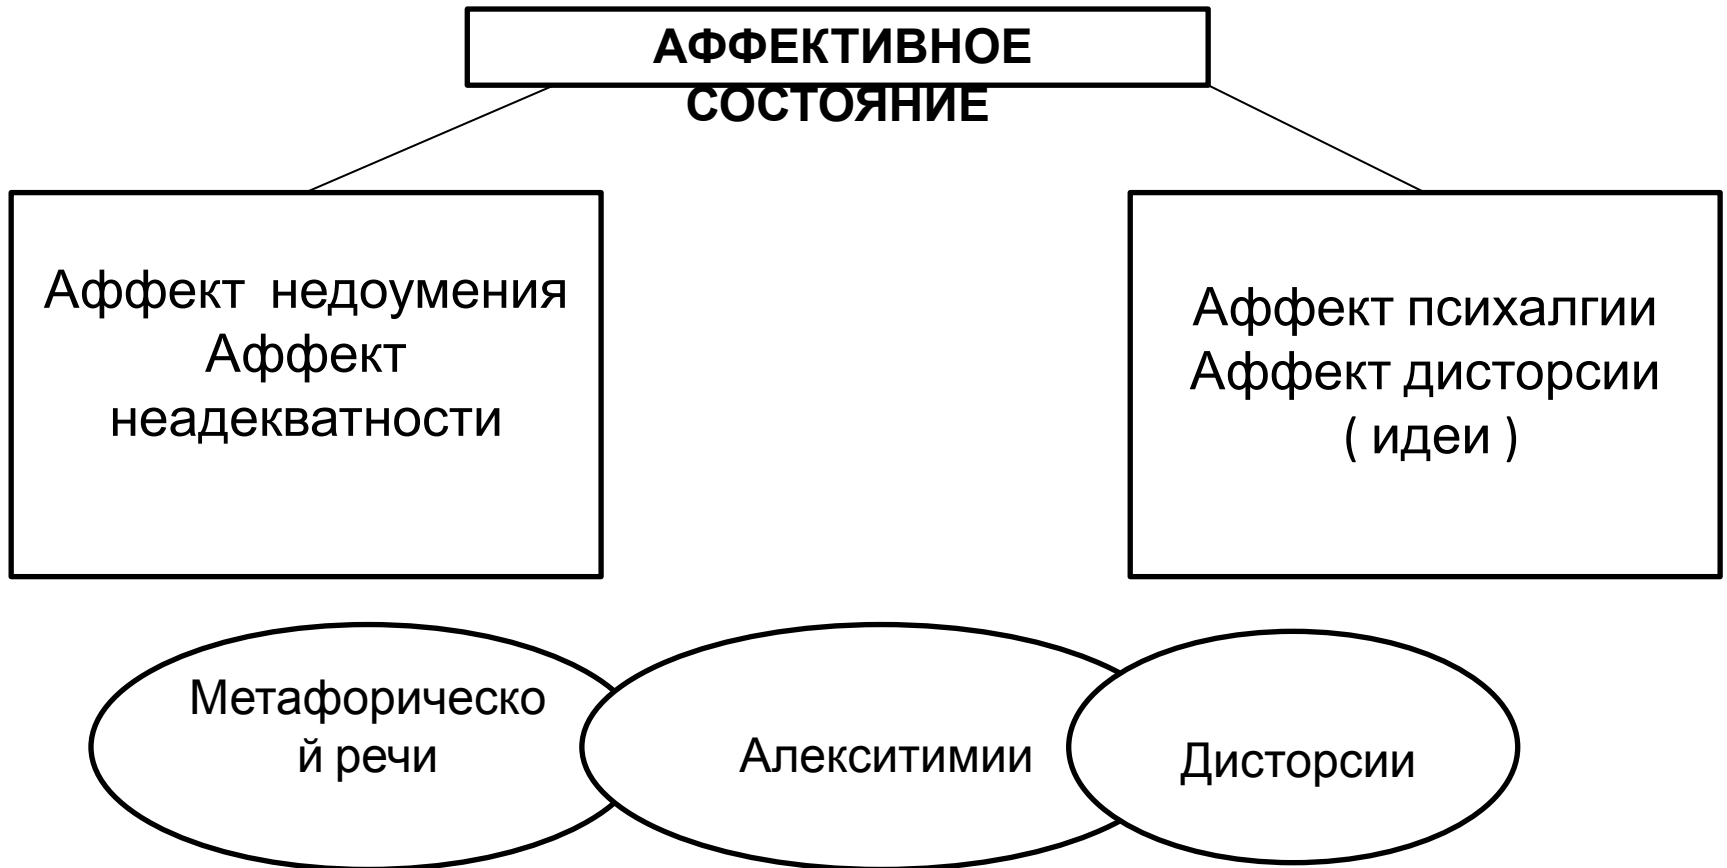 АФФЕКТИВНОЕ
СОСТОЯНИЕ
Аффект недоумения
Аффект
неадекватности
Аффект психалгии
Аффект дисторсии
( идеи )
Метафорическо
й речи
Алекситимии
Дисторсии